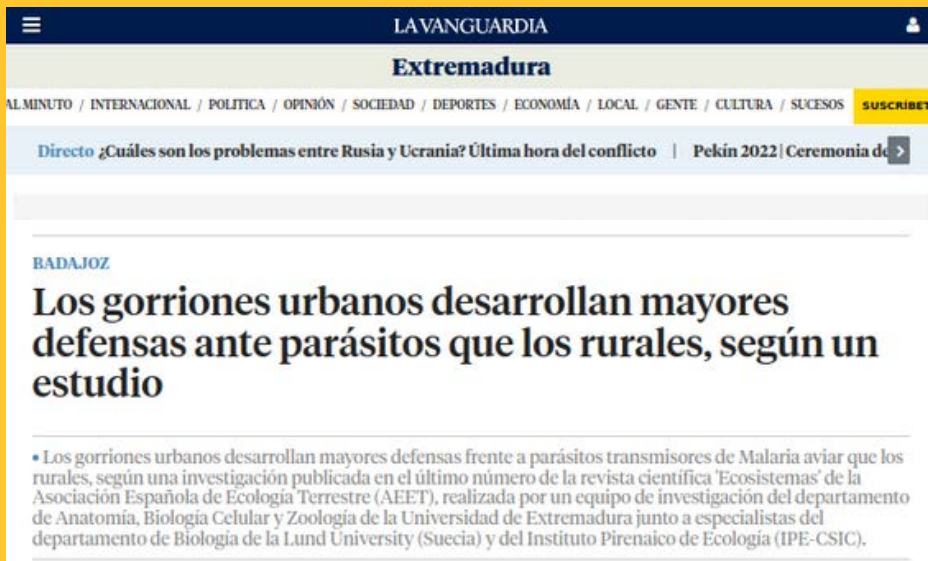 LA VANGUARDIA
Extremadura
AL MINUTO / INTERNACIONAL / POLITICA / OPINIÓN / SOCIEDAD / DEPORTES / ECONOMÍA / LOCAL / GENTE / CULTURA / SUCESOS SUSCRÍBET
Directo ¿Cuáles son los problemas entre Rusia y Ucrania? Última hora del conflicto | Pekín 2022 | Ceremonia de
BADAJOZ
Los gorriones urbanos desarrollan mayores
defensas ante parásitos que los rurales, según un
estudio
• Los gorriones urbanos desarrollan mayores defensas frente a parásitos transmisores de Malaria aviar que los
rurales, según una investigación publicada en el último número de la revista científica 'Ecosistemas' de la
Asociación Española de Ecología Terrestre (AEET), realizada por un equipo de investigación del departamento
de Anatomía, Biología Celular y Zoología de la Universidad de Extremadura junto a especialistas del
departamento de Biología de la Lund University (Suecia) y del Instituto Pirenaico de Ecología (IPE-CSIC).